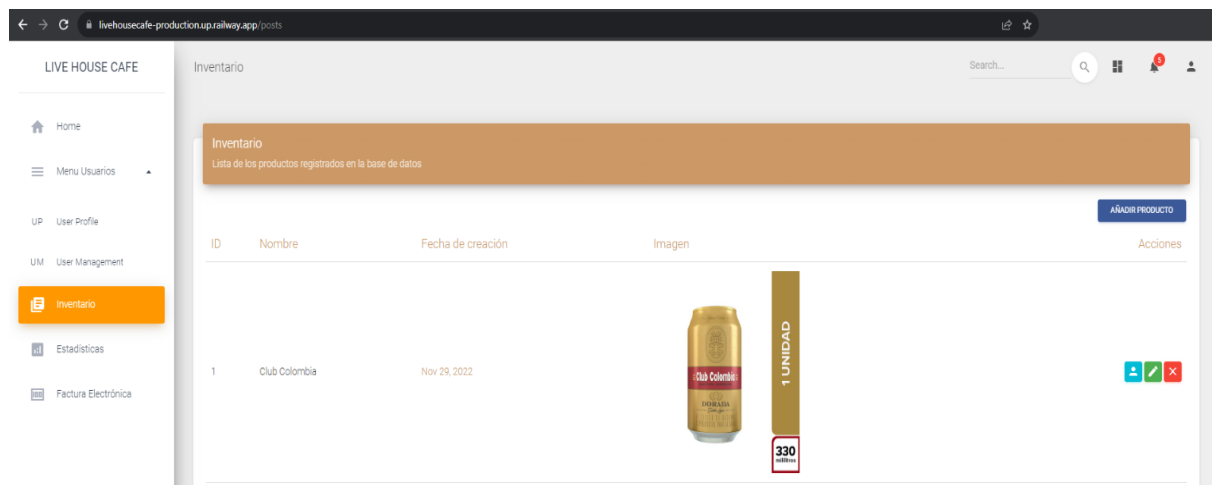 livehousecafe-production.up.railway.app/posts
LIVE HOUSE CAFE
Inventario
Search...
5
Home
Menu Usuarios
UP User Profile
UM User Management
Inventario
Estadísticas
Factura Electrónica
Inventario
Lista de los productos registrados en la base de datos
AÑADIR PRODUCTO
ID Nombre Fecha de creación Imagen Acciones
1 Club Colombia Nov 29, 2022
Club Colombia
DORADA
1 UNIDAD
330
mililitros